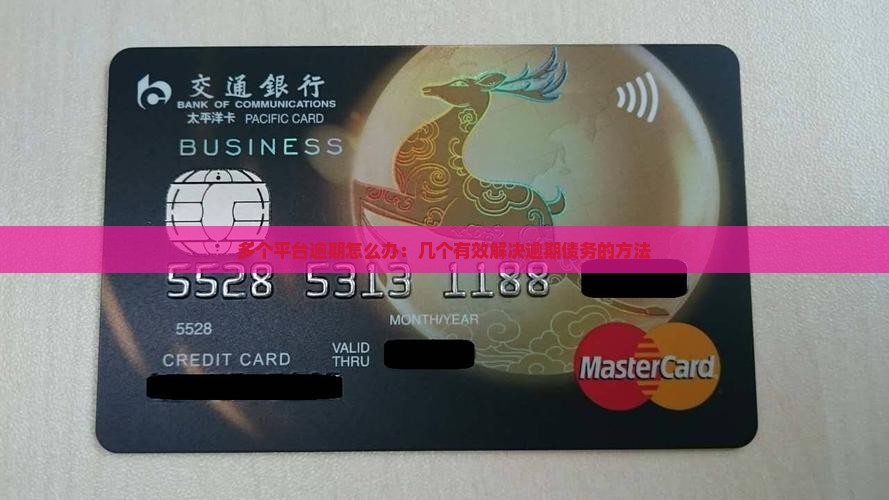 交通銀行
BANK OF COMMUNICATIONS
太平洋卡 PACIFIC CARD
BUSINESS
多个平台逾期怎么办：几个有效解决逾期债务的方法
5528 5313 1188
5528
MONTH/YEAR
CREDIT CARD
VALID
THRU
MasterCard